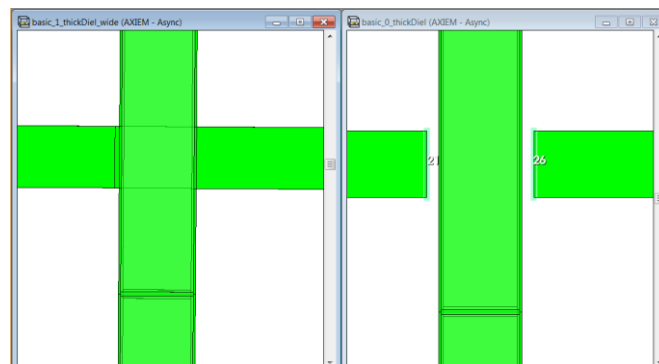 basic_1_thickDiel_wide (AXIEM - Async)
basic_0_thickDiel (AXIEM - Async)
21
26